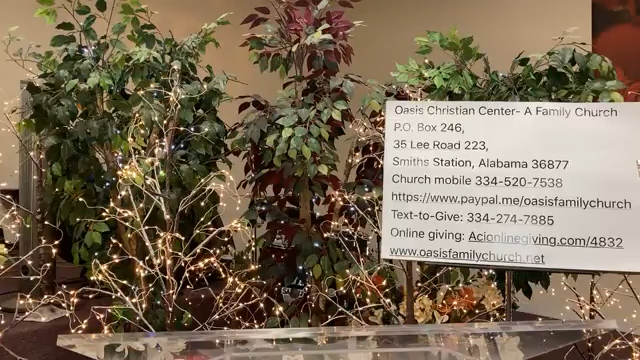 Oasis Christian Center- A Family Church
P.O. Box 246,
35 Lee Road 223,
Smiths Station, Alabama 36877
Church mobile 334-520-7538
https://www.paypal.me/oasisfamilychurch
Text-to-Give: 334-274-7885
Online giving: Acionlinegiving.com/4832
www.oasisfamilychurch.net